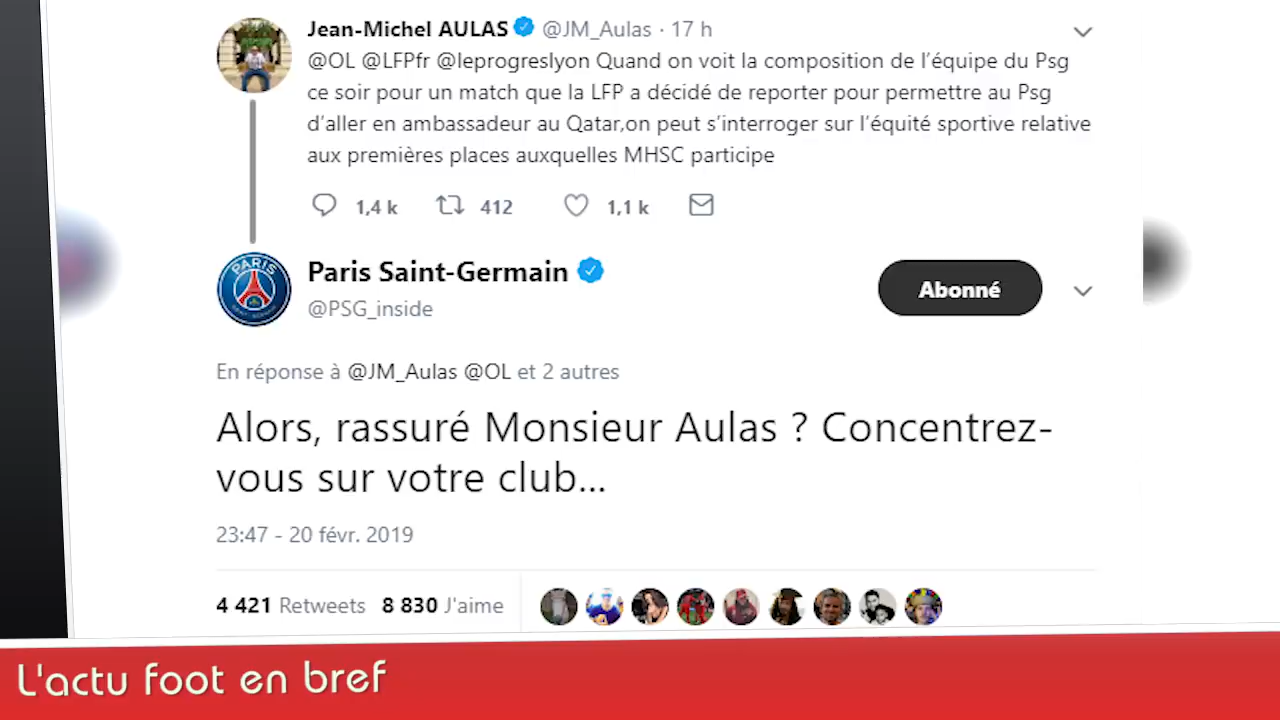 Jean-Michel AULAS @JM_Aulas · 17 h
@OL @LFPfr @leprogreslyon Quand on voit la composition de l'équipe du Psg
ce soir pour un match que la LFP a décidé de reporter pour permettre au Psg
d'aller en ambassadeur au Qatar,on peut s'interroger sur l'équité sportive relative
aux premières places auxquelles MHSC participe
1,4 k 412 1,1 k
PARIS
Paris Saint-Germain
@PSG_inside
Abonné
En réponse à @JM_Aulas @OL et 2 autres
Alors, rassuré Monsieur Aulas ? Concentrez-
vous sur votre club...
23:47 - 20 févr. 2019
4 421 Retweets 8 830 J'aime
L'actu foot en bref